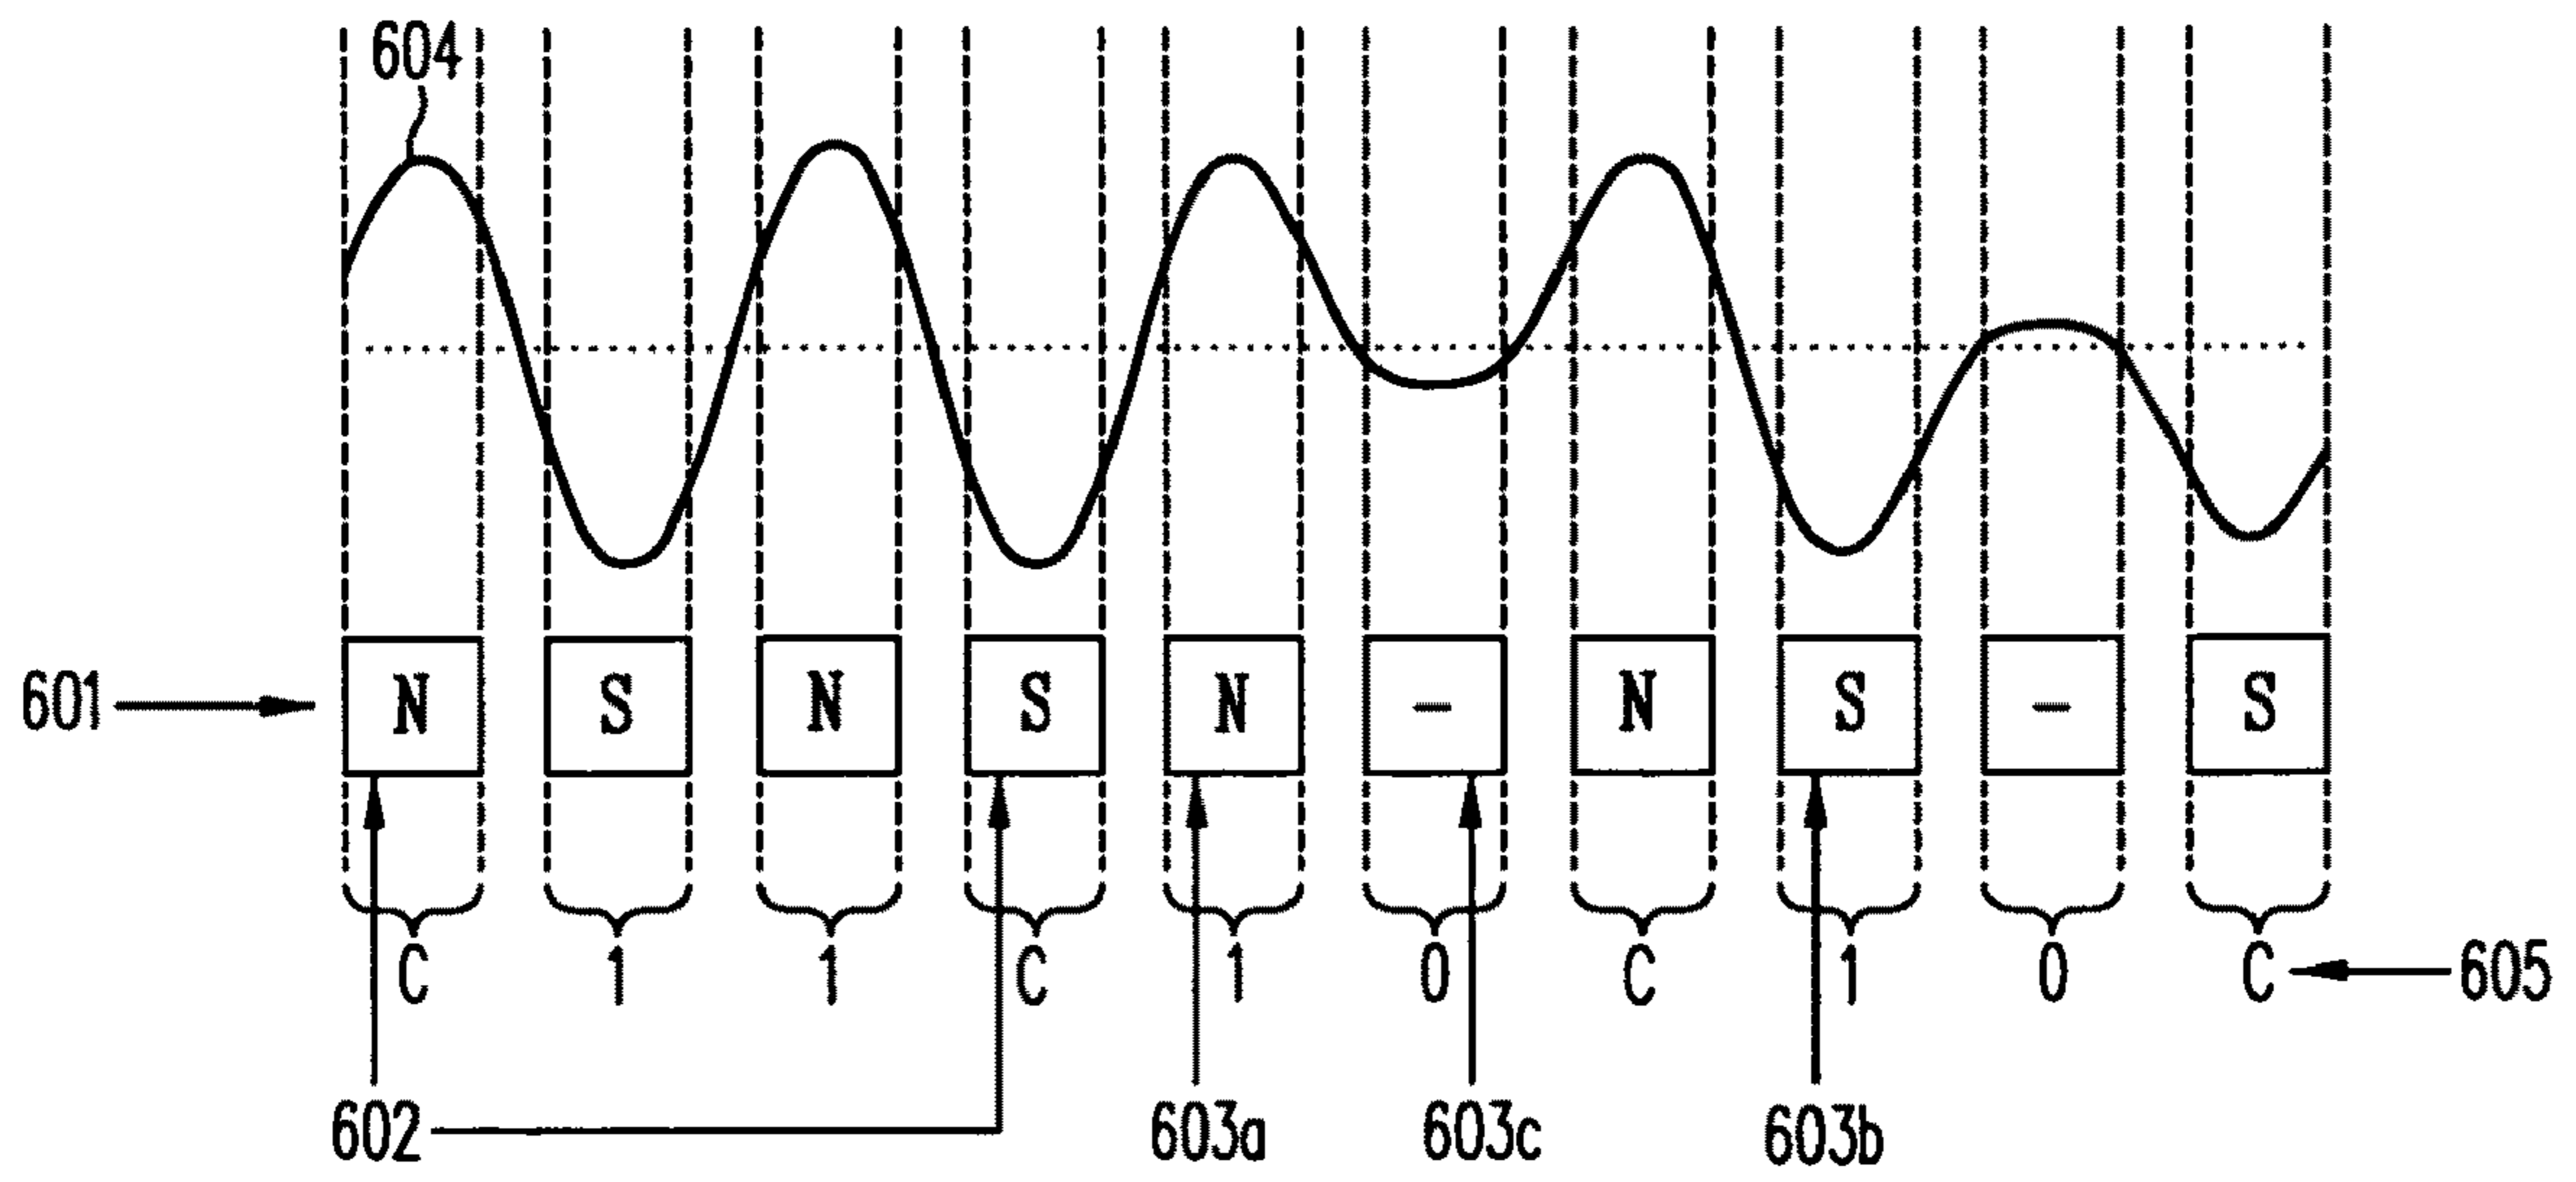 604
601 N S N S N – N S – S
C 1 1 C 1 0 C 1 0 C 605
602 603a 603c 603b